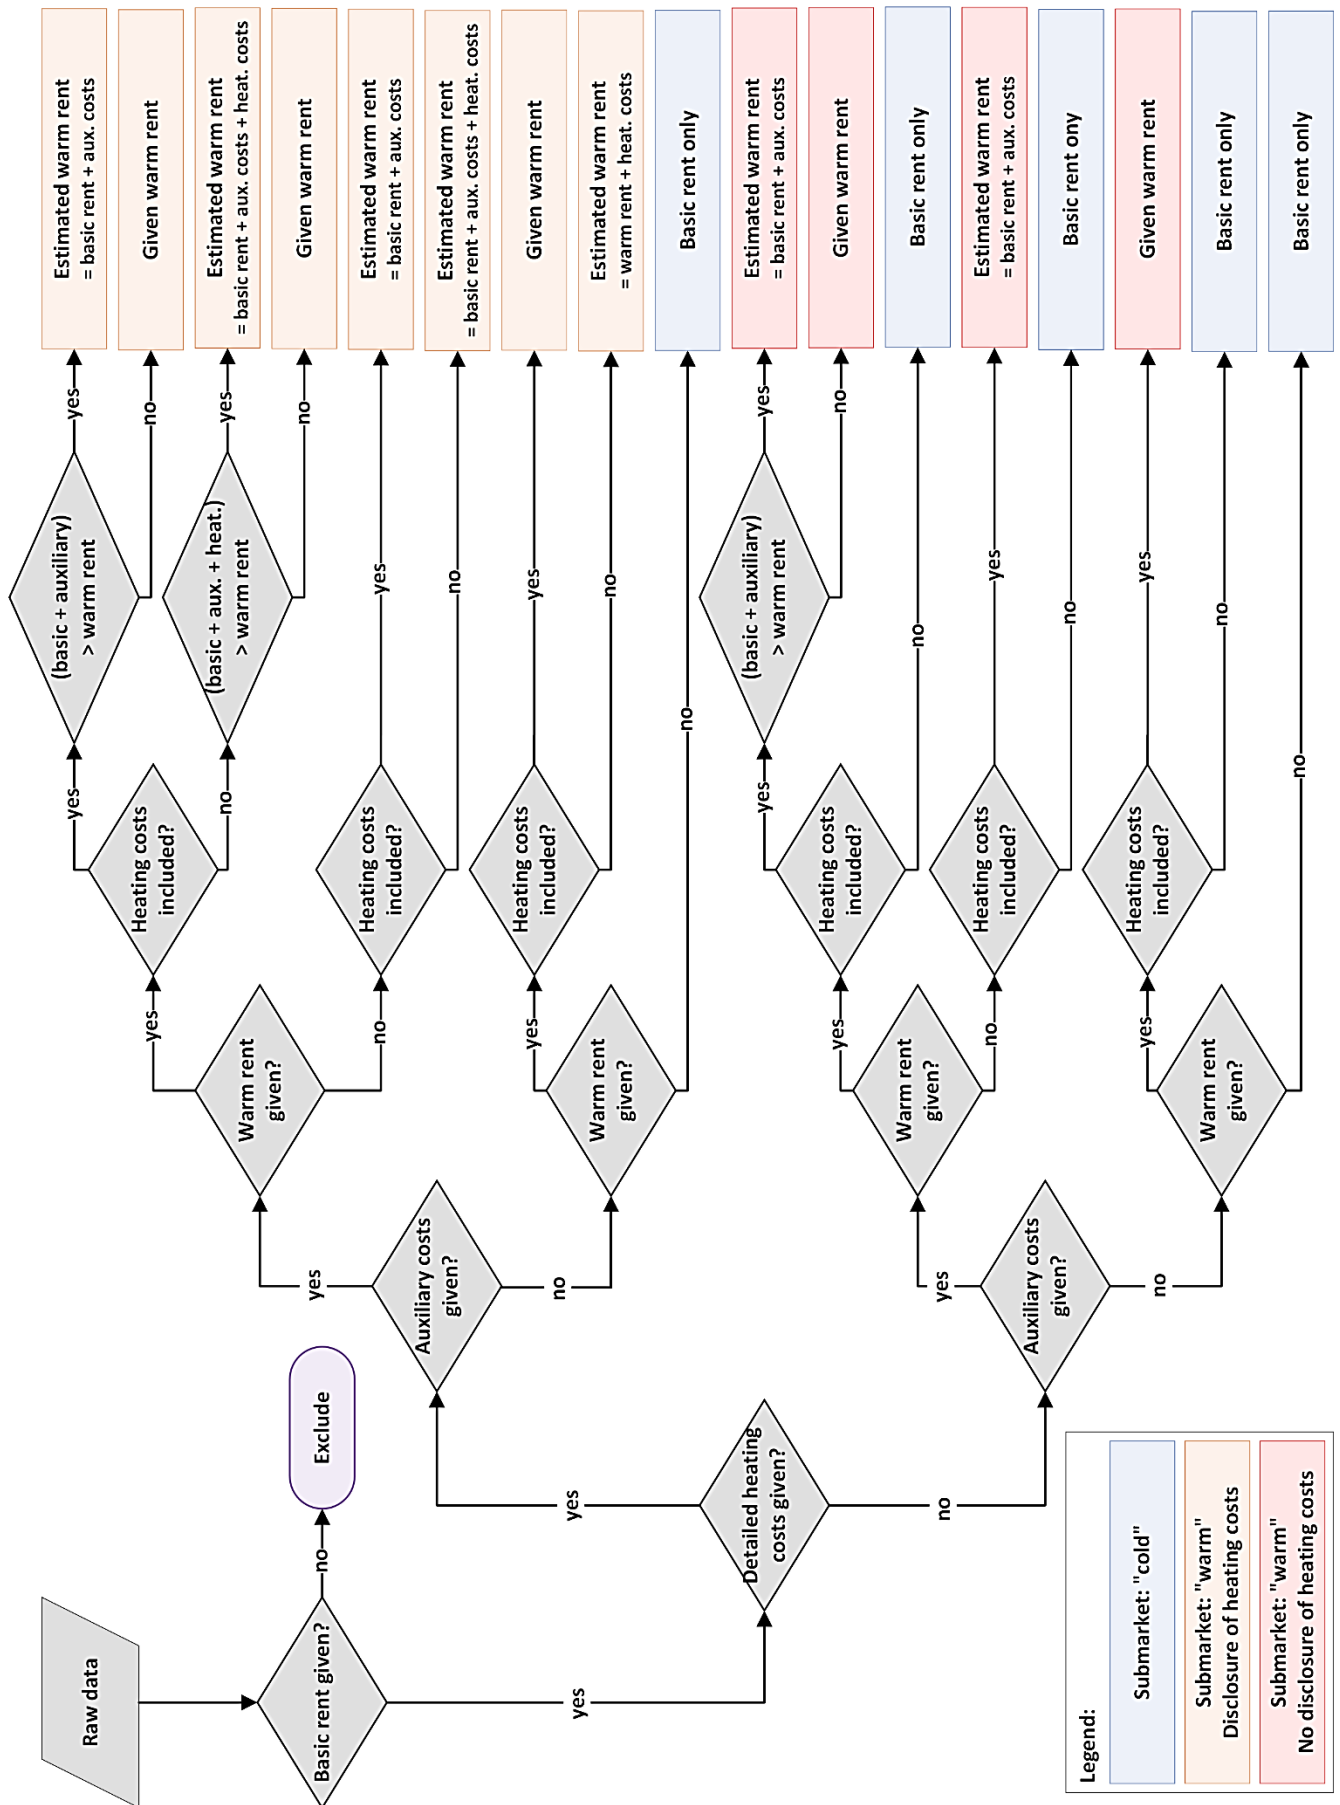 Raw data
Basic rent given?
no
Exclude
yes
Detailed heating
costs given?
yes
no
Auxiliary costs
given?
yes
no
Warm rent
given?
yes
no
Heating costs
included?
yes
no
(basic + auxiliary)
> warm rent
yes
no
Estimated warm rent
= basic rent + aux. costs
Given warm rent
(basic + aux. + heat.)
> warm rent
yes
no
Estimated warm rent
= basic rent + aux. costs + heat. costs
Given warm rent
Heating costs
included?
yes
no
Estimated warm rent
= basic rent + aux. costs
Estimated warm rent
= basic rent + aux. costs + heat. costs
Warm rent
given?
yes
no
Heating costs
included?
yes
no
Given warm rent
Estimated warm rent
= warm rent + heat. costs
Basic rent only
Auxiliary costs
given?
yes
no
Warm rent
given?
yes
no
Heating costs
included?
yes
no
(basic + auxiliary)
> warm rent
yes
no
Estimated warm rent
= basic rent + aux. costs
Given warm rent
Basic rent only
Heating costs
included?
yes
no
Estimated warm rent
= basic rent + aux. costs
Basic rent ony
Warm rent
given?
yes
no
Heating costs
included?
yes
no
Given warm rent
Basic rent only
Basic rent only
Legend:
Submarket: "cold"
Submarket: "warm"
Disclosure of heating costs
Submarket: "warm"
No disclosure of heating costs